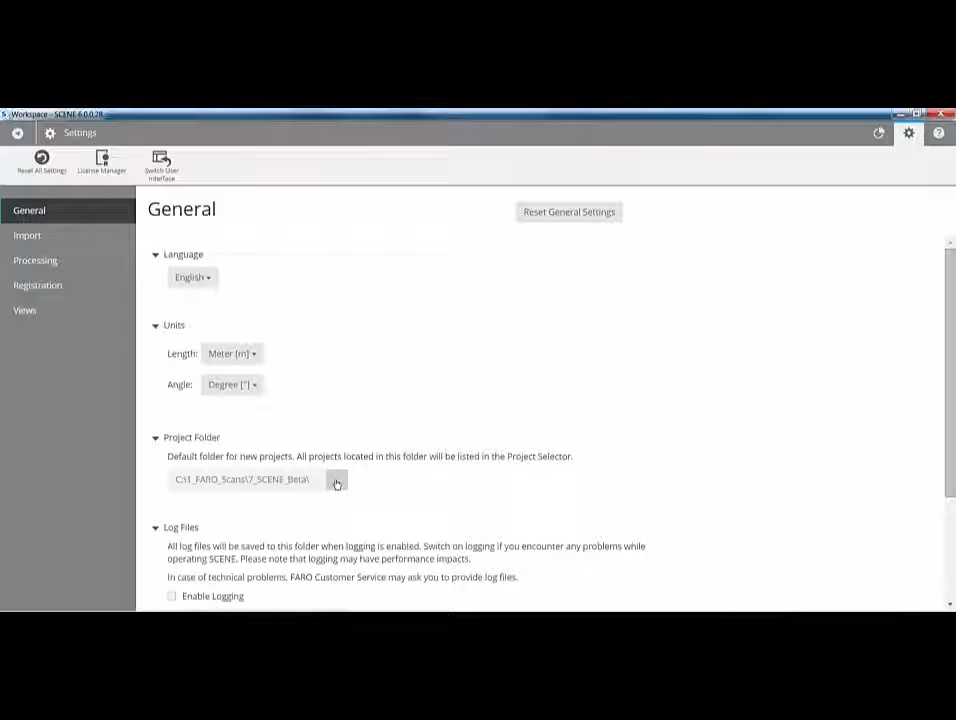 Workspace - SCENE 6.0.0.28
Settings
Reset All Settings
License Manager
Switch User
Interface
General
Import
Processing
Registration
Views
General
Reset General Settings
Language
English
Units
Length: Meter [m]
Angle: Degree [°]
Project Folder
Default folder for new projects. All projects located in this folder will be listed in the Project Selector.
C:\1_FARO_Scans\7_SCENE_Beta\
Log Files
All log files will be saved to this folder when logging is enabled. Switch on logging if you encounter any problems while
operating SCENE. Please note that logging may have performance impacts.
In case of technical problems, FARO Customer Service may ask you to provide log files.
Enable Logging